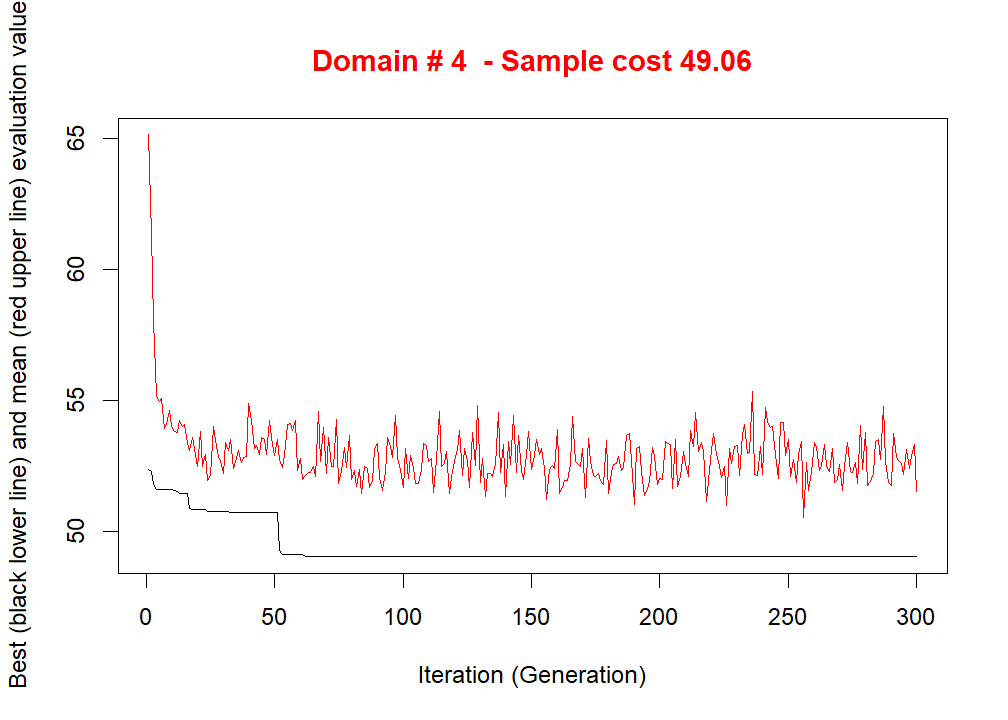 Domain # 4  - Sample cost 49.06
Best (black lower line) and mean (red upper line) evaluation value
65
60
55
50
0 50 100 150 200 250 300
Iteration (Generation)